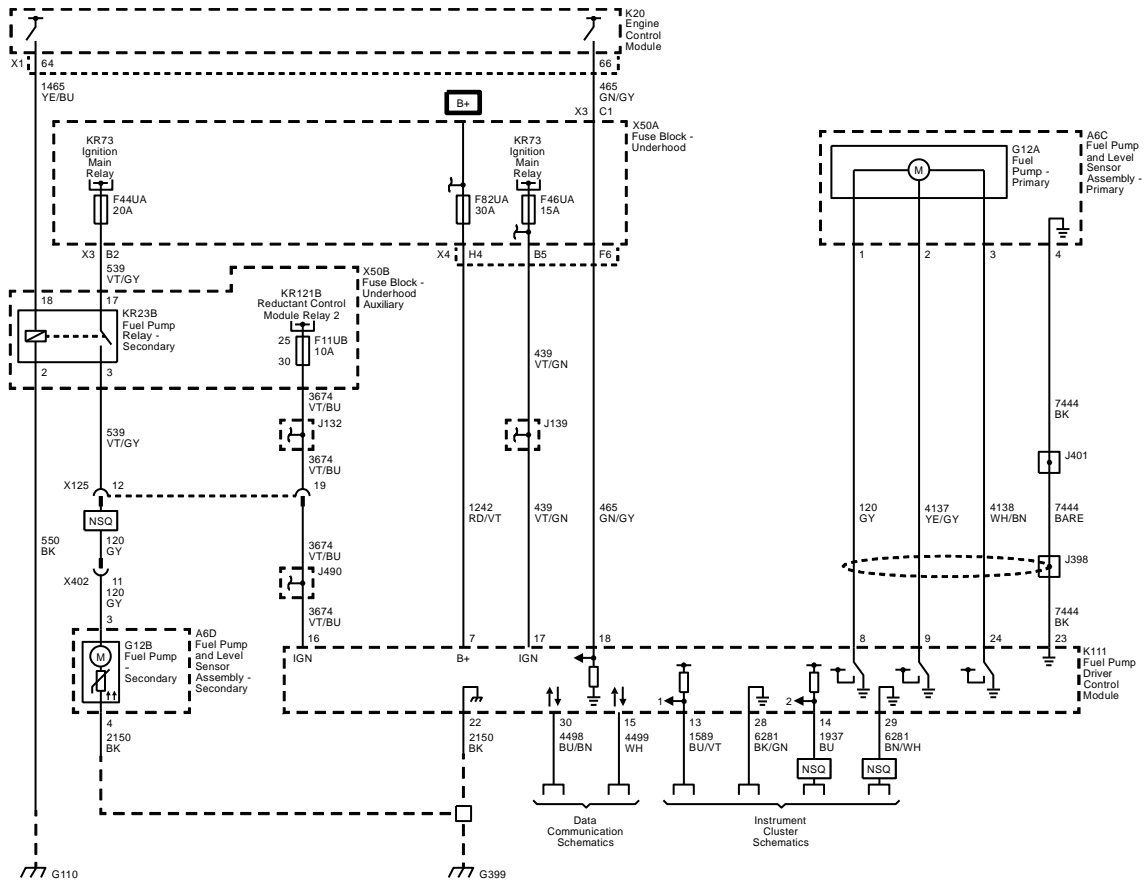 K20
Engine
Control
Module
X1 64
66
1465
YE/BU
465
GN/GY
B+
X3 C1
X50A
Fuse Block -
Underhood
KR73
Ignition
Main
Relay
KR73
Ignition
Main
Relay
F44UA
20A
F82UA
30A
F46UA
15A
X3 B2
X4 H4
B5
F6
539
VT/GY
A6C
Fuel Pump
and Level
Sensor
Assembly -
Primary
G12A
Fuel
Pump -
Primary
M
1
2
3
4
X50B
Fuse Block -
Underhood
Auxiliary
18
17
KR23B
Fuel Pump
Relay -
Secondary
KR121B
Reductant Control
Module Relay 2
25
30
F11UB
10A
2
3
439
VT/GN
3674
VT/BU
J132
J139
7444
BK
539
VT/GY
3674
VT/BU
J401
X125 12
19
NSQ
1242
RD/VT
439
VT/GN
465
GN/GY
120
GY
4137
YE/GY
4138
WH/BN
7444
BARE
550
BK
120
GY
3674
VT/BU
J398
X402 11
J490
120
GY
3674
VT/BU
7444
BK
3
16
7
17
18
8
9
24
23
A6D
Fuel Pump
and Level
Sensor
Assembly -
Secondary
G12B
Fuel Pump
-
Secondary
M
IGN
B+
IGN
K111
Fuel Pump
Driver
Control
Module
1
2
4
2150
BK
22
2150
BK
30
4498
BU/BN
15
4499
WH
13
1589
BU/VT
28
6281
BK/GN
14
1937
BU
29
6281
BN/WH
NSQ
NSQ
Data
Communication
Schematics
Instrument
Cluster
Schematics
G110
G399